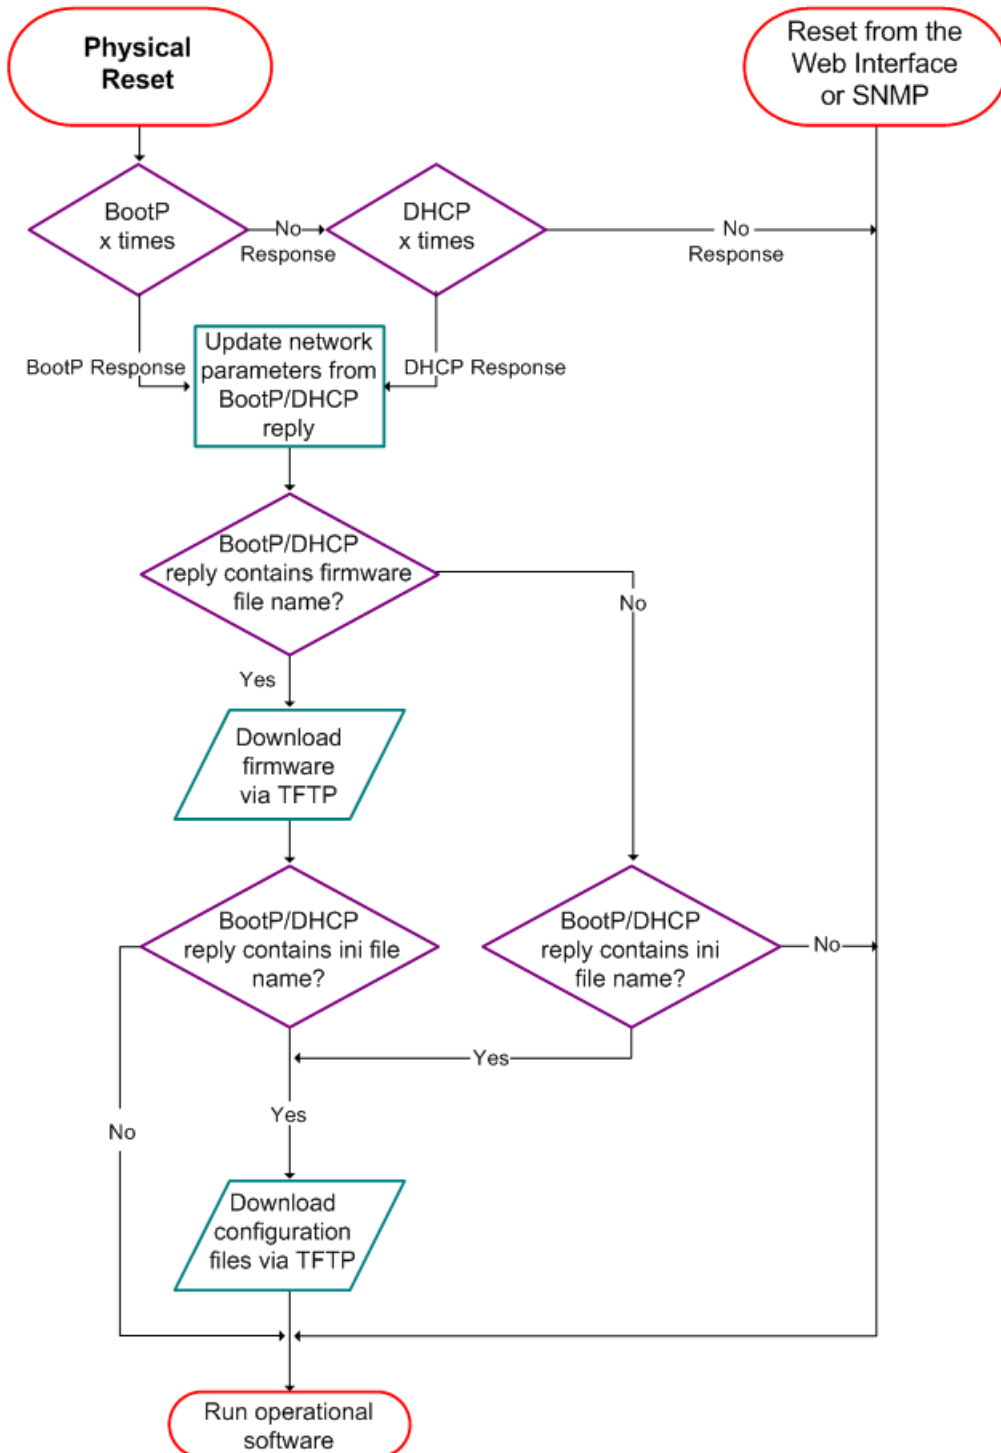 Physical
Reset
Reset from the
Web Interface
or SNMP
BootP
x times
No
Response
DHCP
x times
No
Response
BootP Response
Update network
parameters from
BootP/DHCP
reply
DHCP Response
BootP/DHCP
reply contains firmware
file name?
No
Yes
Download
firmware
via TFTP
BootP/DHCP
reply contains ini file
name?
BootP/DHCP
reply contains ini
file name?
No
Yes
Yes
No
Download
configuration
files via TFTP
Run operational
software